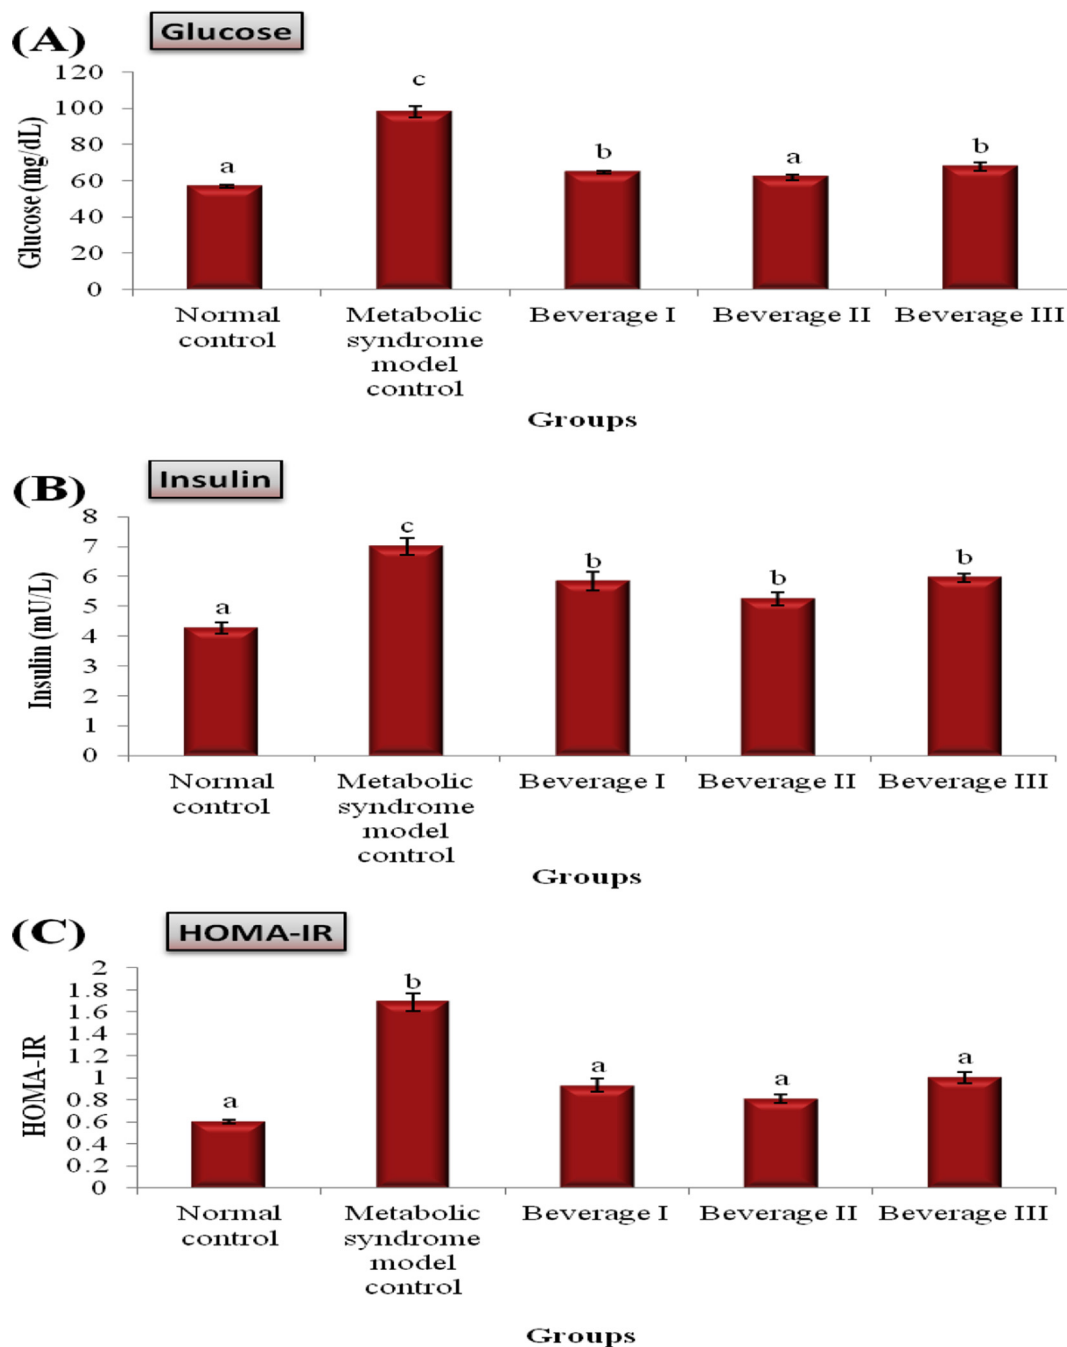 (A)
Glucose
Glucose (mg/dL)
120
100
80
60
40
20
0
a
c
b
a
b
Normal control
Metabolic syndrome model control
Beverage I
Beverage II
Beverage III
Groups
(B)
Insulin
Insulin (mU/L)
8
7
6
5
4
3
2
1
0
a
c
b
b
b
Normal control
Metabolic syndrome model control
Beverage I
Beverage II
Beverage III
Groups
(C)
HOMA-IR
HOMA-IR
2
1.8
1.6
1.4
1.2
1
0.8
0.6
0.4
0.2
0
a
b
a
a
a
Normal control
Metabolic syndrome model control
Beverage I
Beverage II
Beverage III
Groups